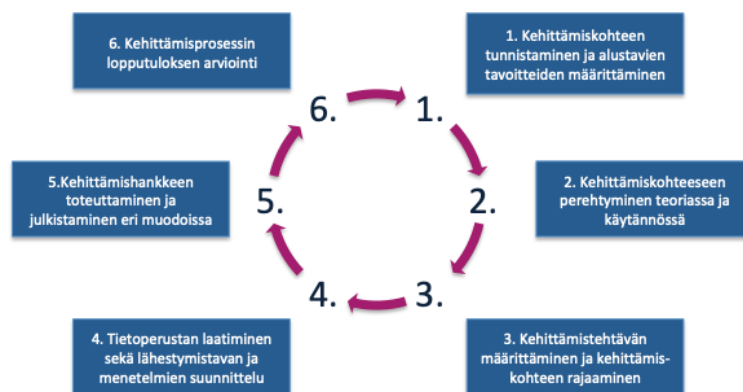 6. Kehittämisprosessin
lopputuloksen arviointi
1. Kehittämiskohteen
tunnistaminen ja alustavien
tavoitteiden määrittäminen
6.
1.
5.Kehittämishankkeen
toteuttaminen ja
julkistaminen eri muodoissa
5.
2.
2. Kehittämiskohteeseen
perehtyminen teoriassa ja
käytännössä
4.
3.
4. Tietoperustan laatiminen
sekä lähestymistavan ja
menetelmien suunnittelu
3. Kehittämistehtävän
määrittäminen ja kehittämis-
kohteen rajaaminen